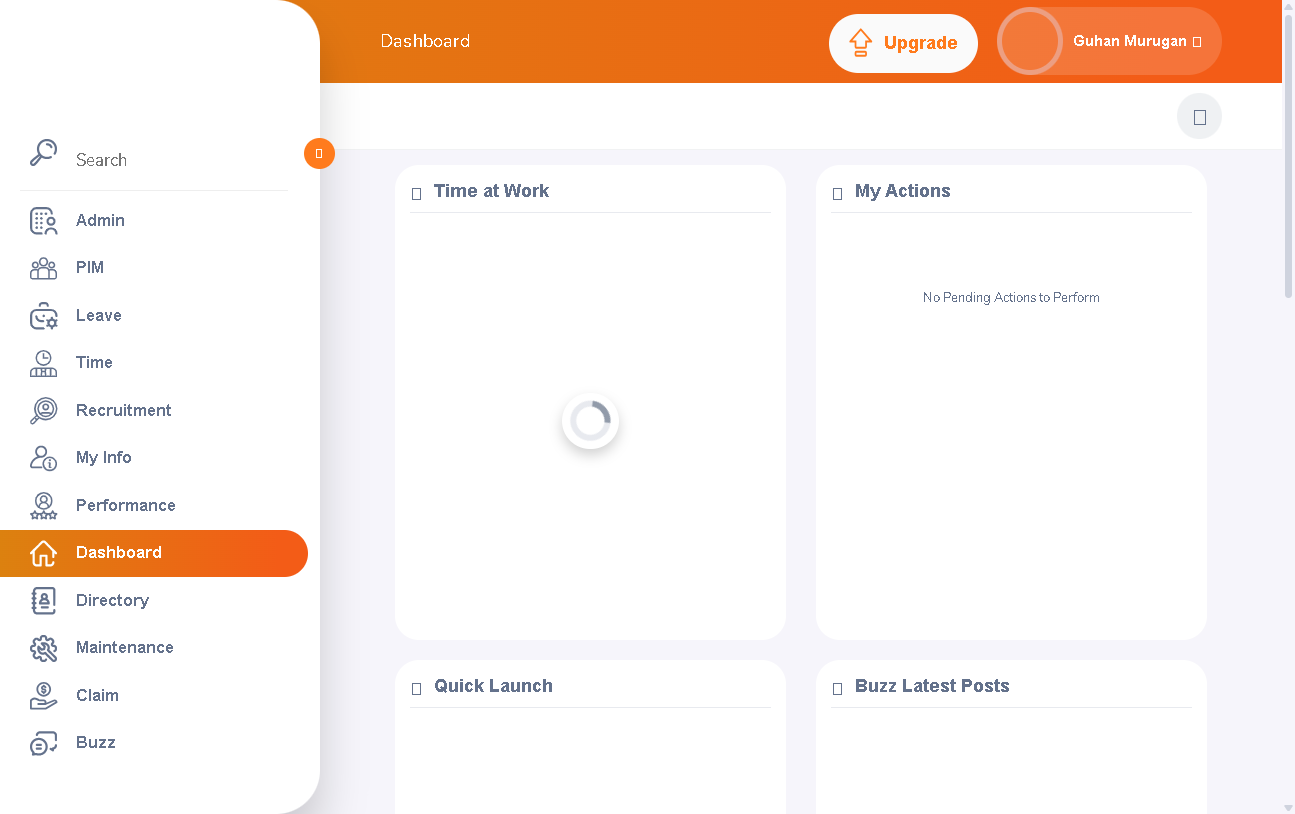 Dashboard
Upgrade
Guhan Murugan
Search
Admin
PIM
Leave
Time
Recruitment
My Info
Performance
Dashboard
Directory
Maintenance
Claim
Buzz
Time at Work
My Actions
No Pending Actions to Perform
Quick Launch
Buzz Latest Posts